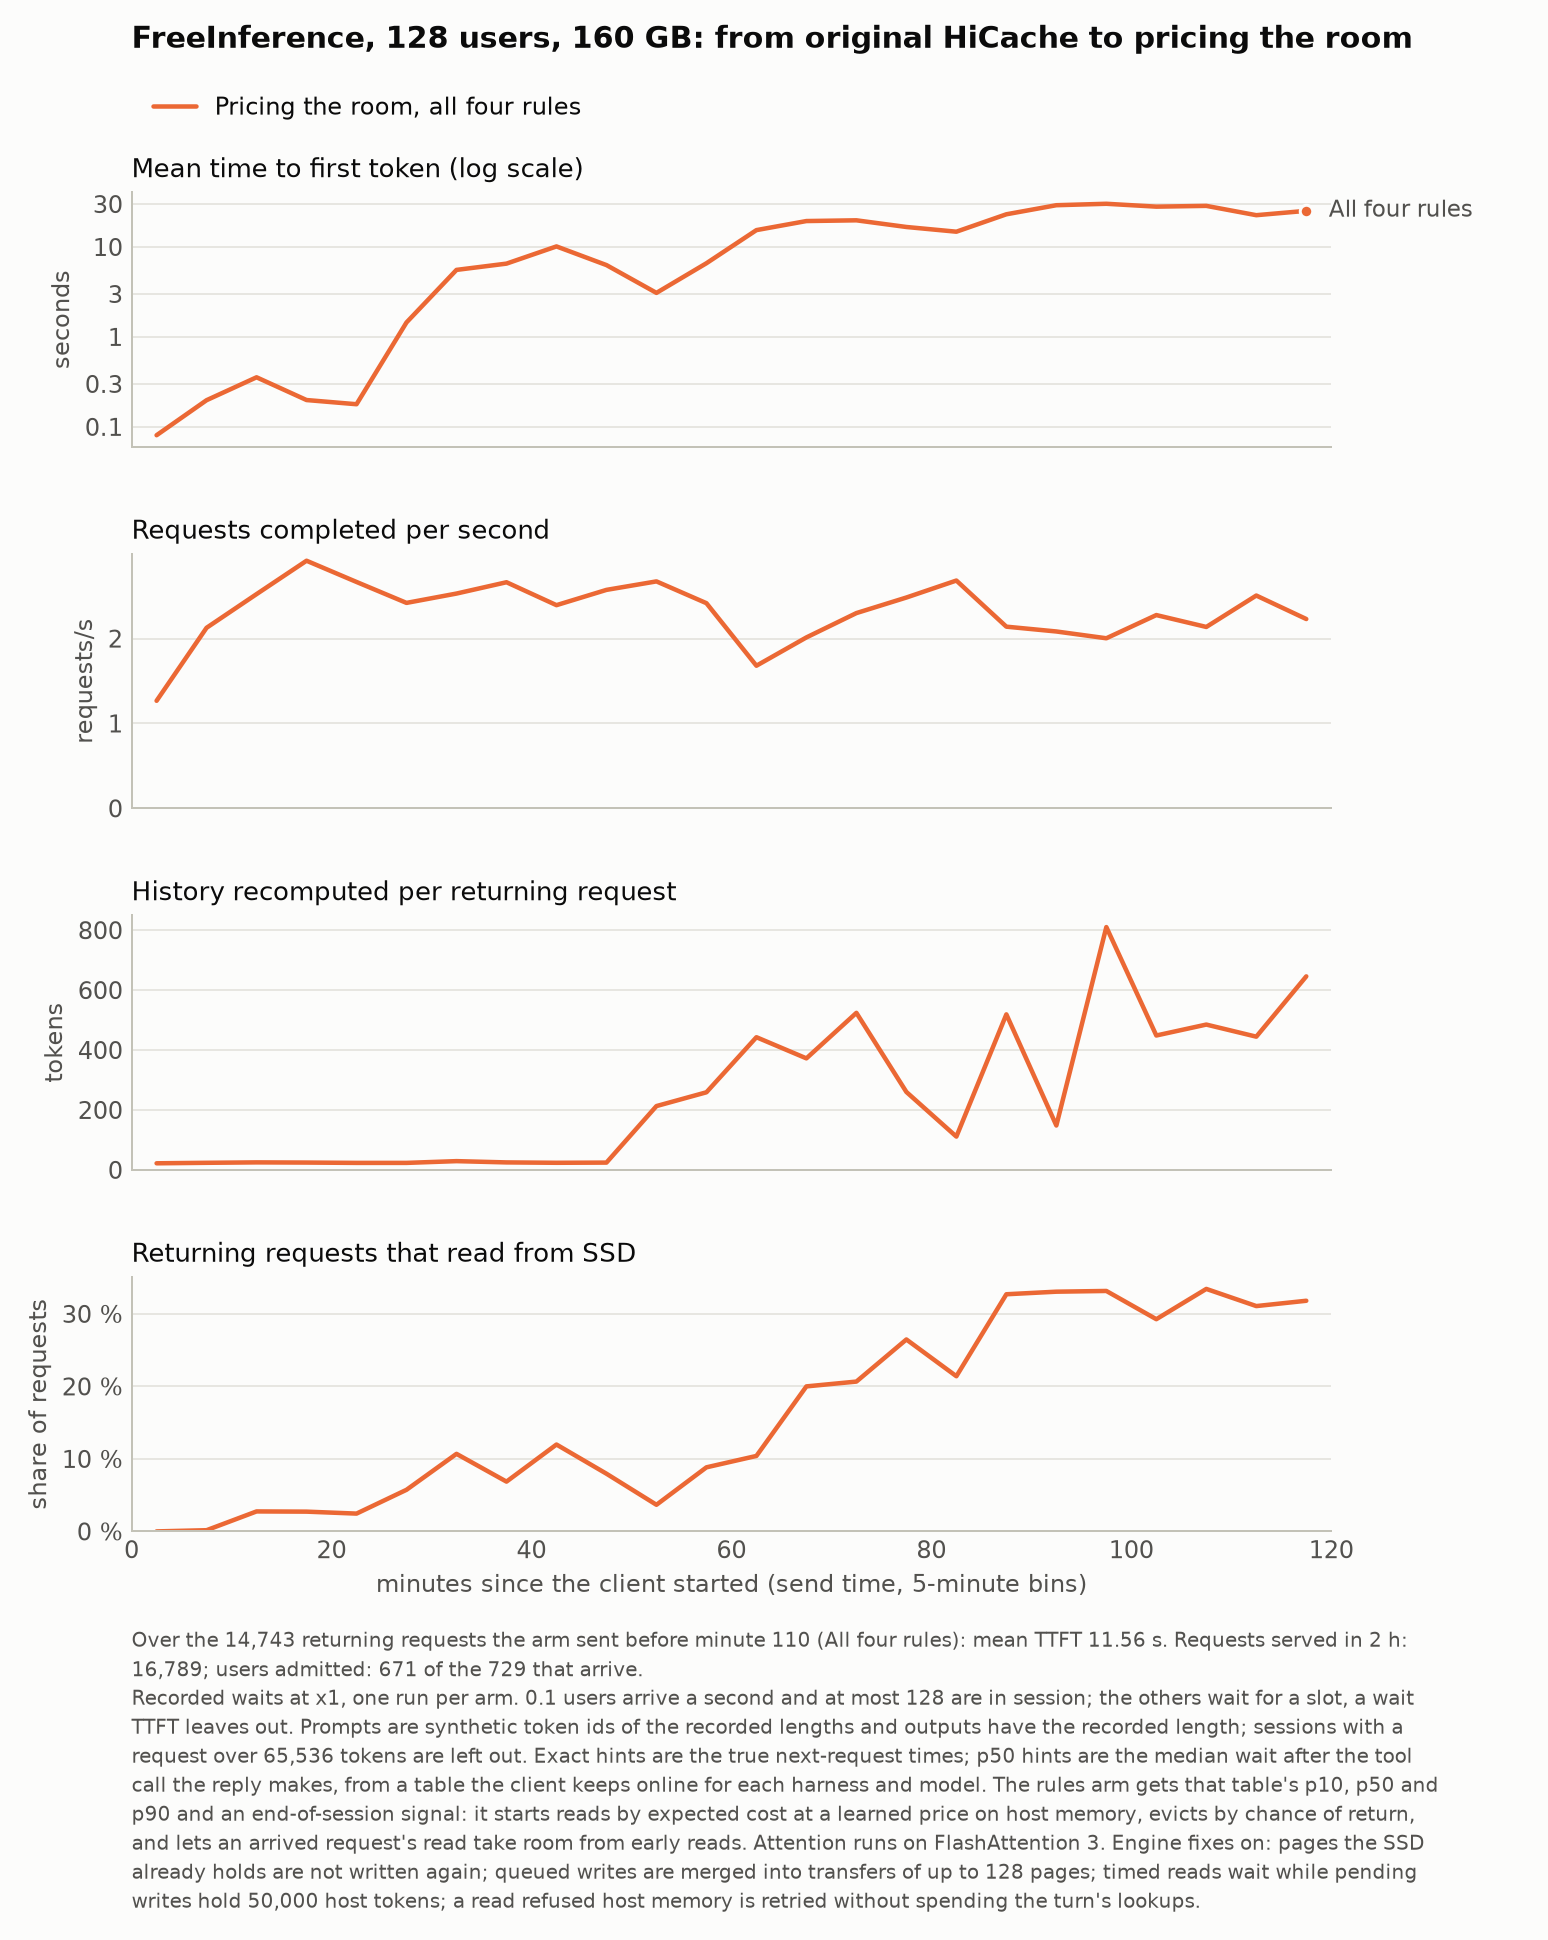 FreeInference, 128 users, 160 GB: from original HiCache to pricing the room
Pricing the room, all four rules
Mean time to first token (log scale)
30
10
3
1
0.3
0.1
seconds
All four rules
Requests completed per second
2
1
0
requests/s
History recomputed per returning request
800
600
400
200
0
tokens
Returning requests that read from SSD
30 %
20 %
10 %
0 %
share of requests
0 20 40 60 80 100 120
minutes since the client started (send time, 5-minute bins)
Over the 14,743 returning requests the arm sent before minute 110 (All four rules): mean TTFT 11.56 s. Requests served in 2 h:
16,789; users admitted: 671 of the 729 that arrive.
Recorded waits at x1, one run per arm. 0.1 users arrive a second and at most 128 are in session; the others wait for a slot, a wait
TTFT leaves out. Prompts are synthetic token ids of the recorded lengths and outputs have the recorded length; sessions with a
request over 65,536 tokens are left out. Exact hints are the true next-request times; p50 hints are the median wait after the tool
call the reply makes, from a table the client keeps online for each harness and model. The rules arm gets that table's p10, p50 and
p90 and an end-of-session signal: it starts reads by expected cost at a learned price on host memory, evicts by chance of return,
and lets an arrived request's read take room from early reads. Attention runs on FlashAttention 3. Engine fixes on: pages the SSD
already holds are not written again; queued writes are merged into transfers of up to 128 pages; timed reads wait while pending
writes hold 50,000 host tokens; a read refused host memory is retried without spending the turn's lookups.